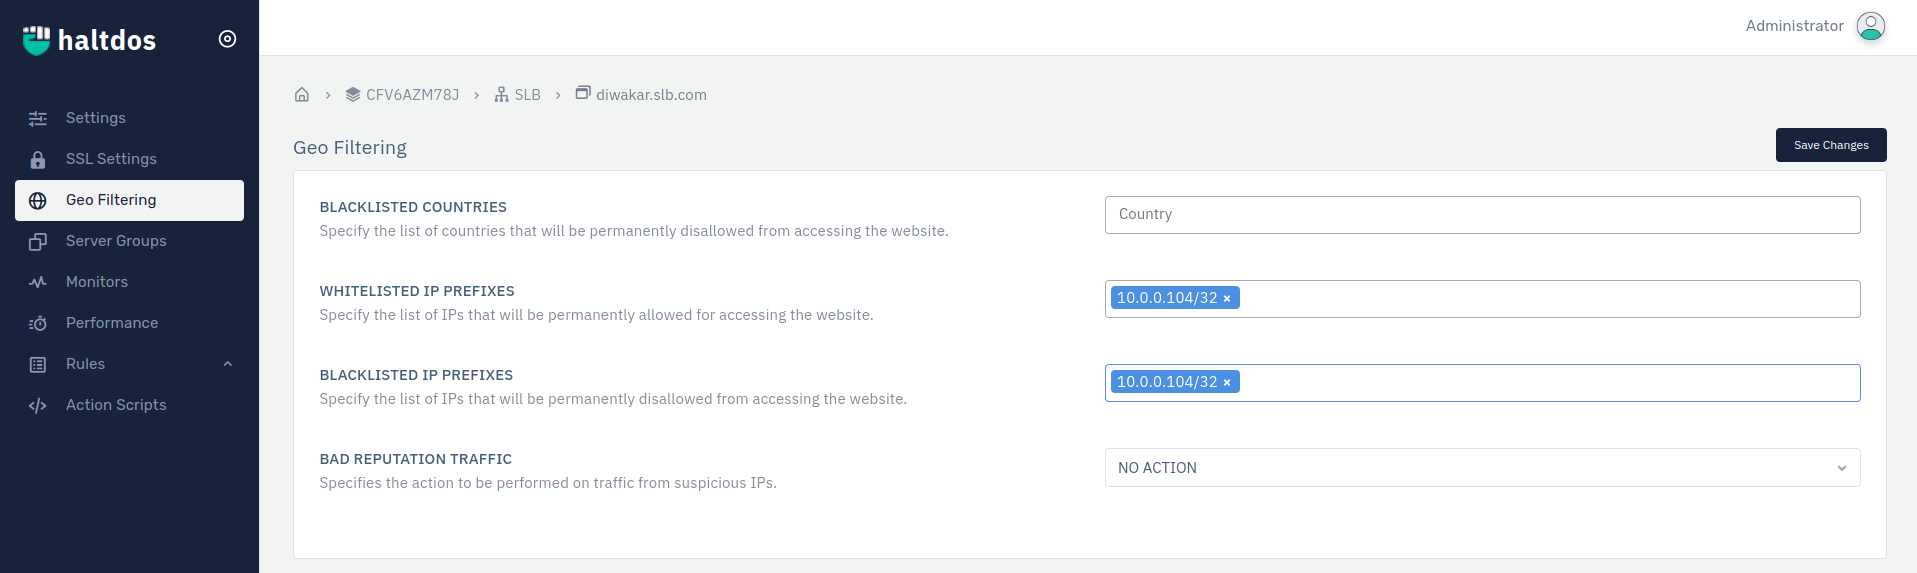 haltdos
Administrator
CFV6AZM78J > SLB > diwakar.slb.com
Settings
SSL Settings
Geo Filtering
Server Groups
Monitors
Performance
Rules
Action Scripts
Geo Filtering
Save Changes
BLACKLISTED COUNTRIES
Specify the list of countries that will be permanently disallowed from accessing the website.
Country
WHITELISTED IP PREFIXES
Specify the list of IPs that will be permanently allowed for accessing the website.
10.0.0.104/32 ×
BLACKLISTED IP PREFIXES
Specify the list of IPs that will be permanently disallowed from accessing the website.
10.0.0.104/32 ×
BAD REPUTATION TRAFFIC
Specifies the action to be performed on traffic from suspicious IPs.
NO ACTION